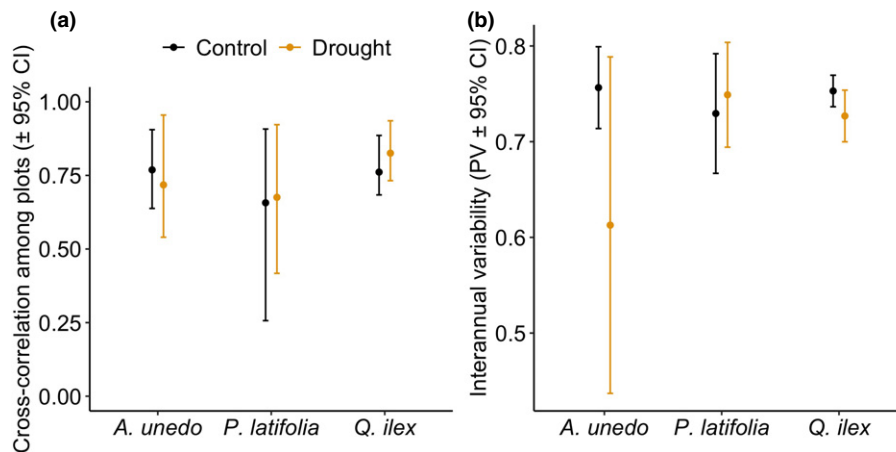 (a)
Control Drought
Cross-correlation among plots (± 95% CI)
1.00
0.75
0.50
0.25
0.00
A. unedo P. latifolia Q. ilex
(b)
Interannual variability (PV ± 95% CI)
0.8
0.7
0.6
0.5
A. unedo P. latifolia Q. ilex